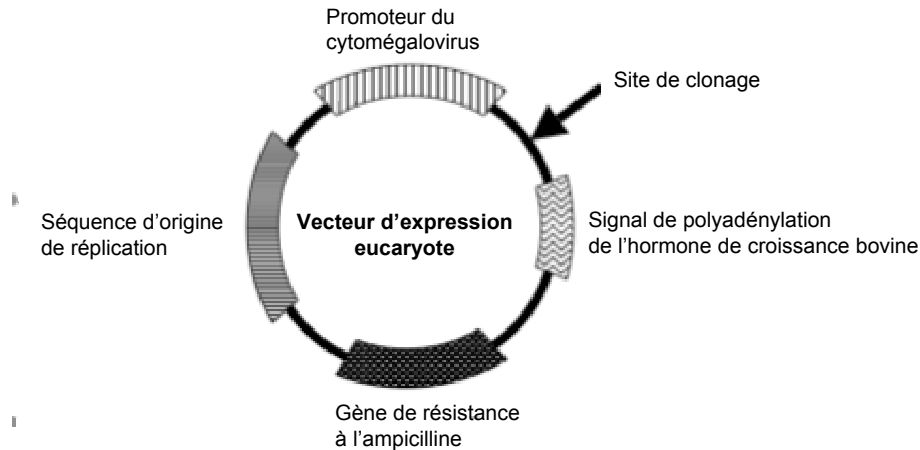 Promoteur du
cytomégalovirus
Site de clonage
Séquence d'origine
de réplication
Vecteur d'expression
eucaryote
Signal de polyadénylation
de l'hormone de croissance bovine
Gène de résistance
à l'ampicilline